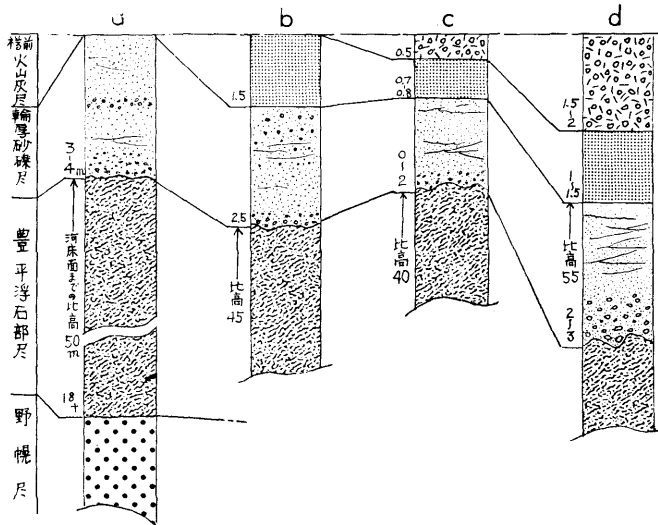 a
b
c
d
火山灰层
輪厚砂礫层
豊平浮石部层
野幌层
3~4m
河床面までの比高 50m
18+
1.5
2.5
比高 45
0.5
0.7
0.8
0~2
比高 40
1.5~2
1~1.5
比高 55
2~3